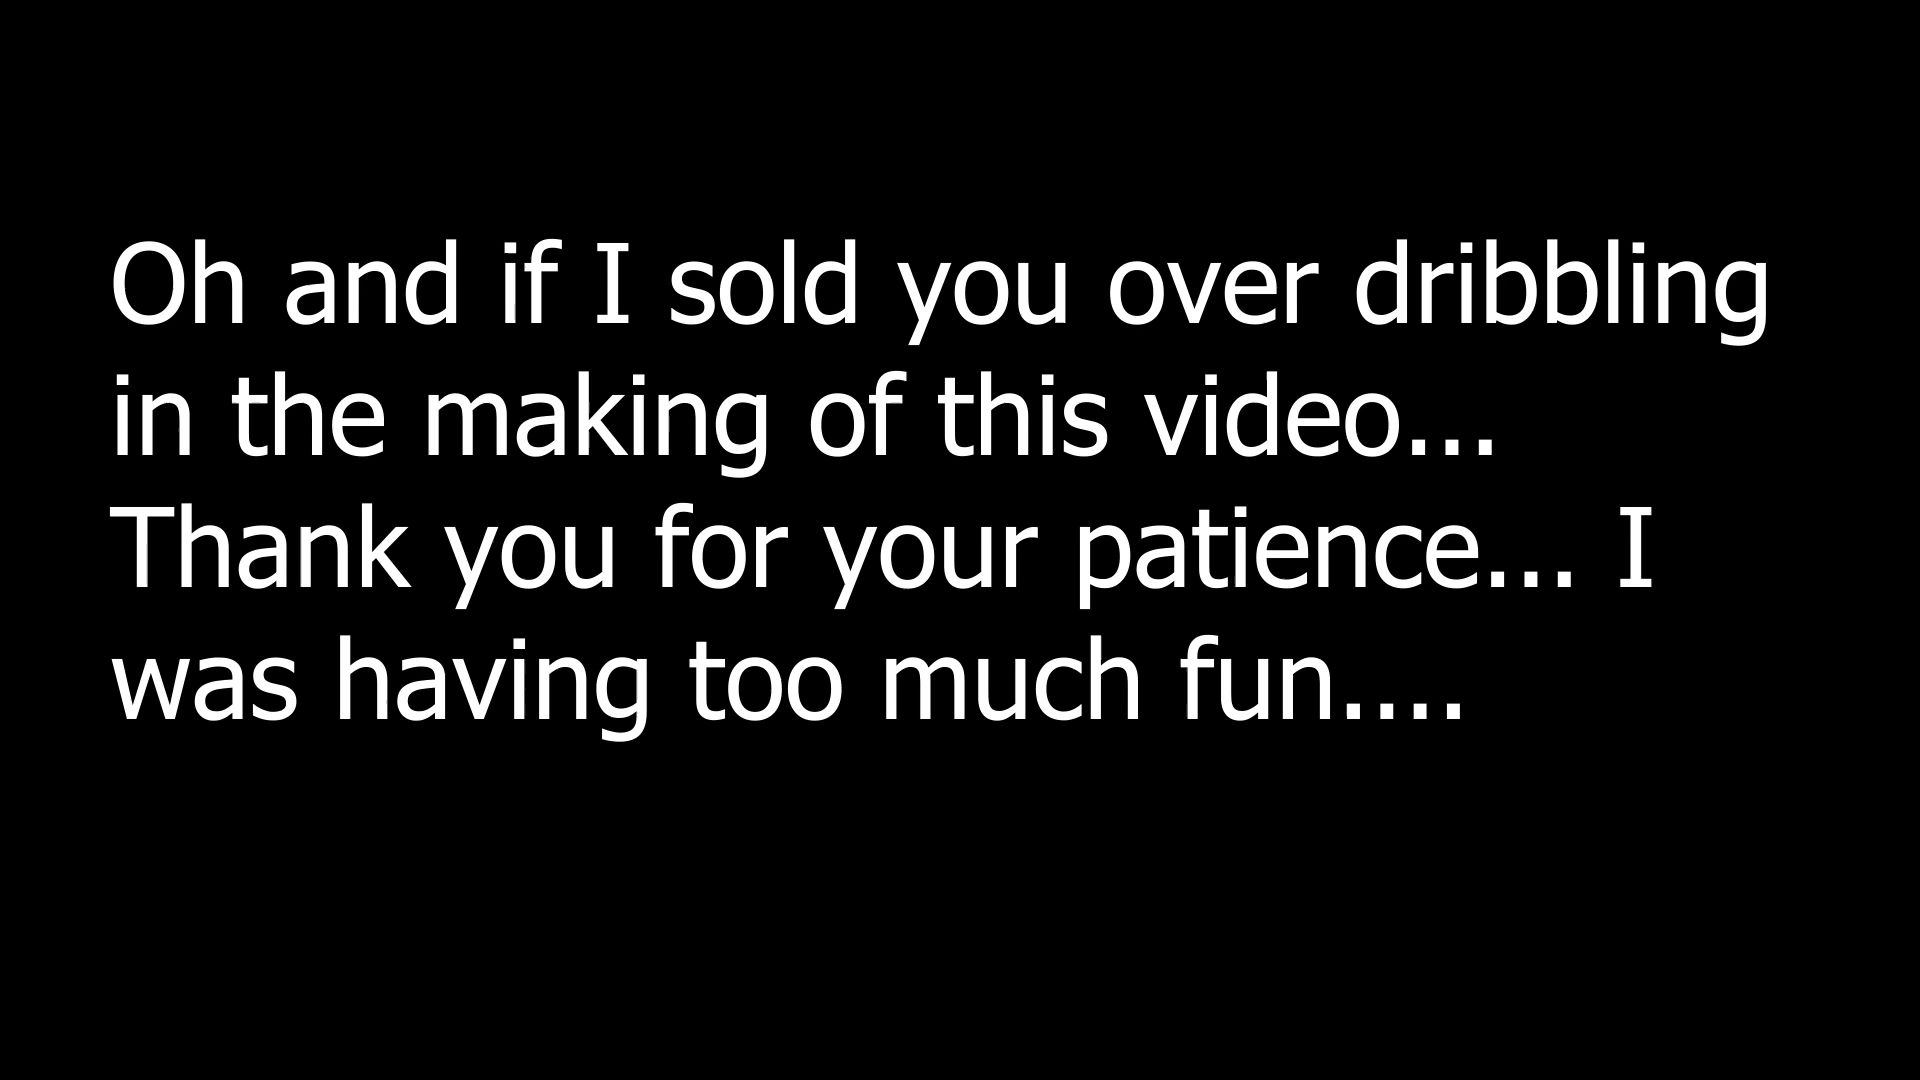 Oh and if I sold you over dribbling
in the making of this video...
Thank you for your patience... I
was having too much fun....